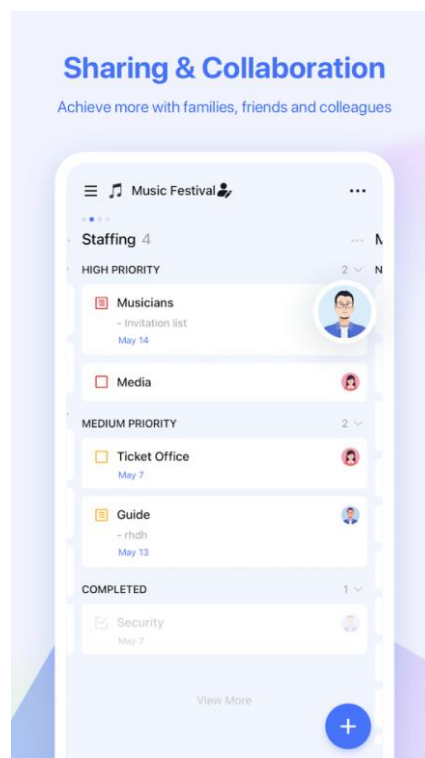 Sharing & Collaboration
Achieve more with families, friends and colleagues
Music Festival
Staffing 4
HIGH PRIORITY 2
Musicians
- Invitation list
May 14
Media
MEDIUM PRIORITY 2
Ticket Office
May 7
Guide
- rhdh
May 13
COMPLETED 1
Security
May 7
View More